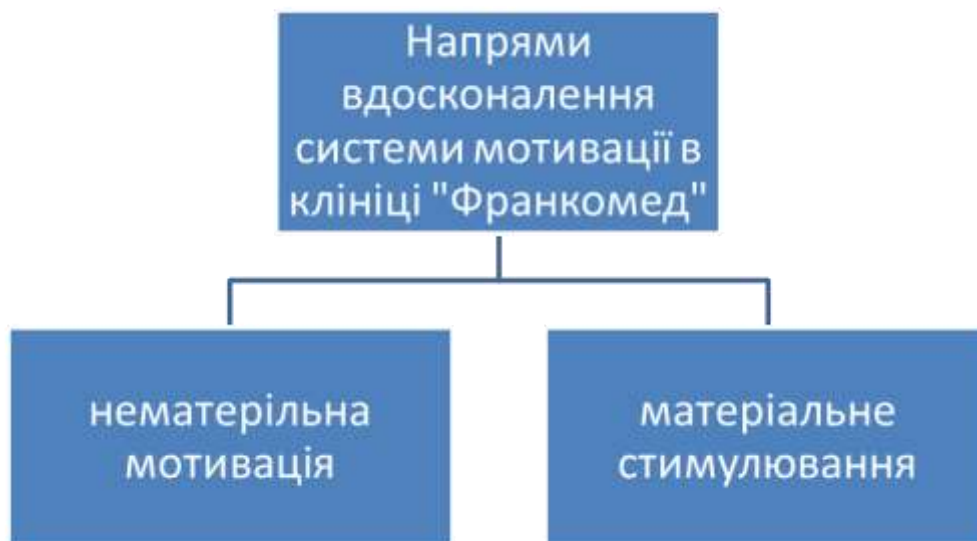 Напрями
вдосконалення
системи мотивації в
клініці "Франкомед"
нематерільна
мотивація
матеріальне
стимулювання